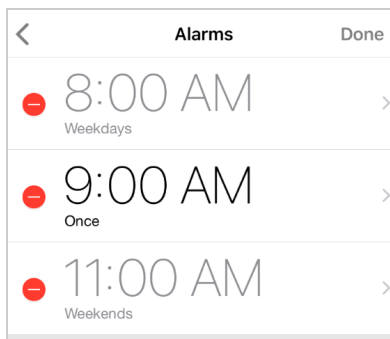 Alarms Done
8:00 AM
Weekdays
9:00 AM
Once
11:00 AM
Weekends